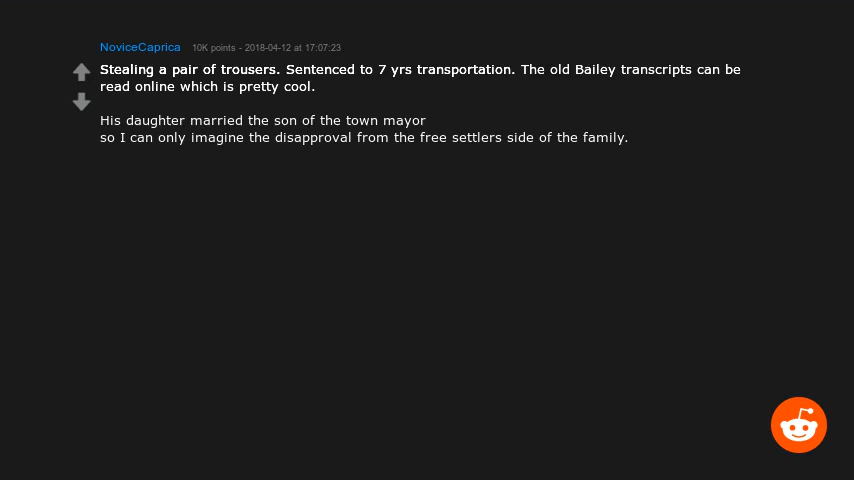 NoviceCaprica 10K points - 2018-04-12 at 17:07:23
Stealing a pair of trousers. Sentenced to 7 yrs transportation. The old Bailey transcripts can be
read online which is pretty cool.
His daughter married the son of the town mayor
so I can only imagine the disapproval from the free settlers side of the family.